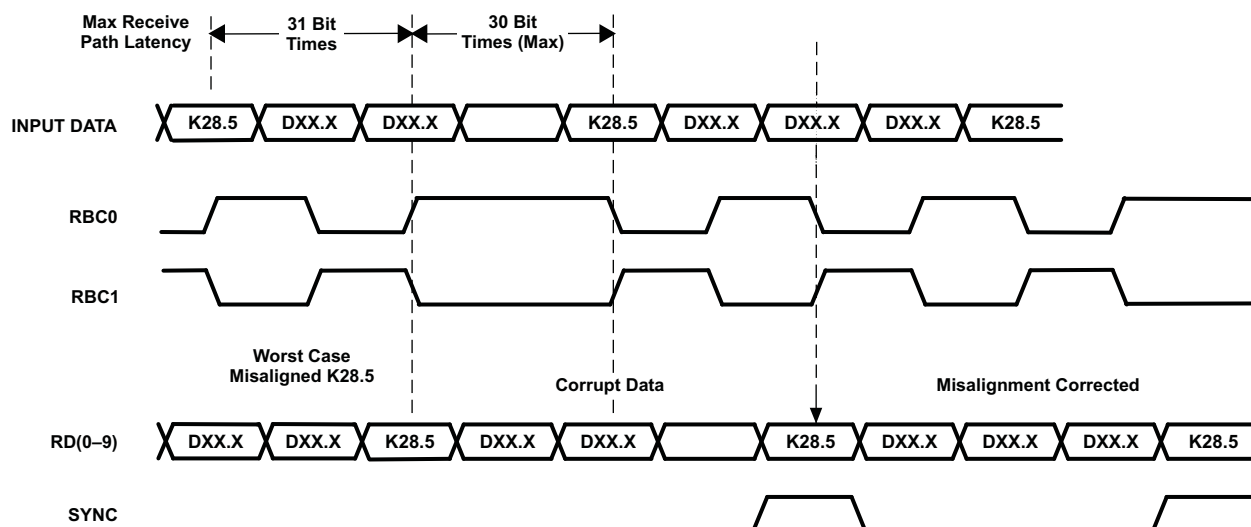 Max Receive
Path Latency
31 Bit
Times
30 Bit
Times (Max)
INPUT DATA
K28.5 DXX.X DXX.X K28.5 DXX.X DXX.X DXX.X K28.5
RBC0
RBC1
Worst Case
Misaligned K28.5
Corrupt Data
Misalignment Corrected
RD(0–9)
DXX.X DXX.X K28.5 DXX.X DXX.X K28.5 DXX.X DXX.X DXX.X K28.5
SYNC